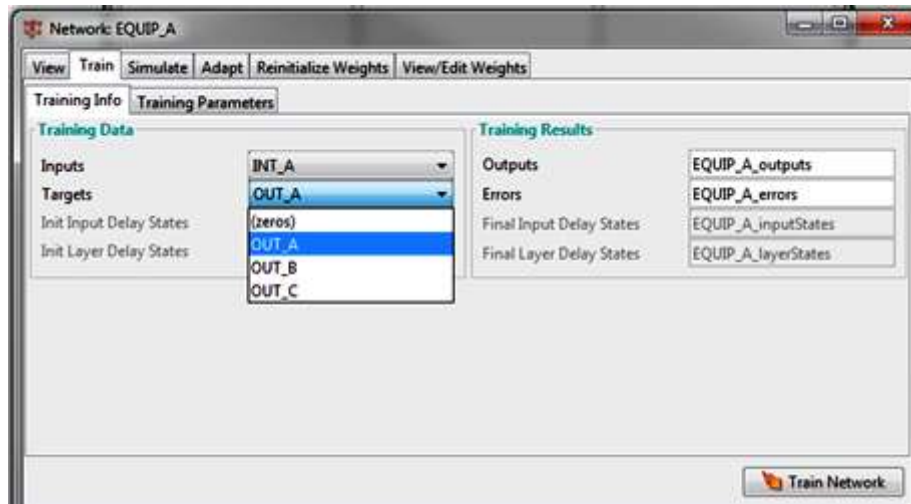 Network: EQUIP_A
View Train Simulate Adapt Reinitialize Weights View/Edit Weights
Training Info Training Parameters
Training Data
Inputs INT_A
Targets OUT_A
Init Input Delay States
Init Layer Delay States
(zeros)
OUT_A
OUT_B
OUT_C
Training Results
Outputs EQUIP_A_outputs
Errors EQUIP_A_errors
Final Input Delay States EQUIP_A_inputStates
Final Layer Delay States EQUIP_A_layerStates
Train Network